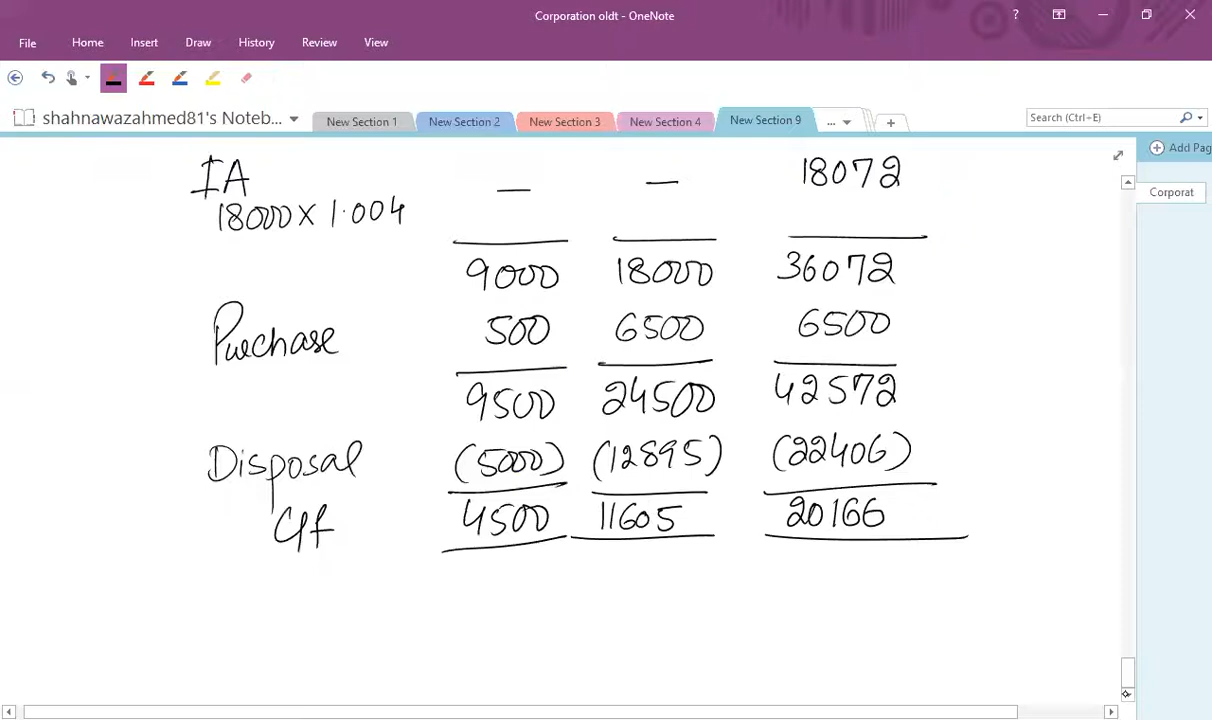 Corporation oldt - OneNote
?
File Home Insert Draw History Review View
shahnawazahmed81's Noteb... New Section 1 New Section 2 New Section 3 New Section 4 New Section 9 ... + Search (Ctrl+E)
Add Pag
Corporat
IA — — 18072
18000 X 1.004
9000 18000 36072
Purchase 500 6500 6500
9500 24500 42572
Disposal (5000) (12895) (22406)
4500 11605 20166